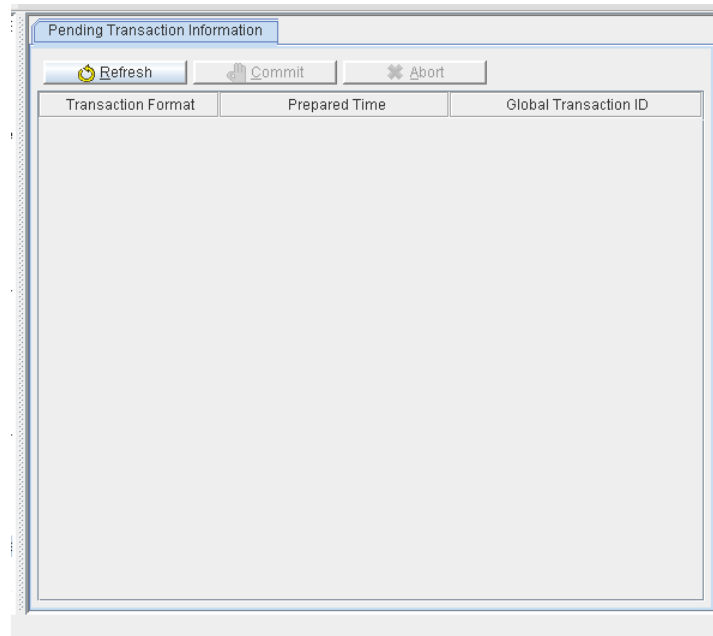 Pending Transaction Information
Refresh Commit Abort
Transaction Format Prepared Time Global Transaction ID